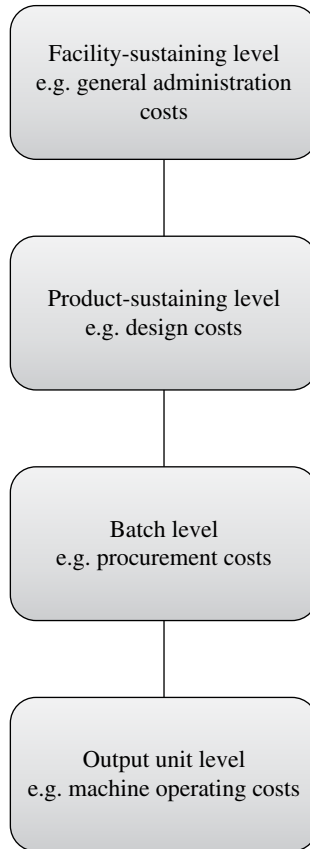 Facility-sustaining level
e.g. general administration
costs
Product-sustaining level
e.g. design costs
Batch level
e.g. procurement costs
Output unit level
e.g. machine operating costs